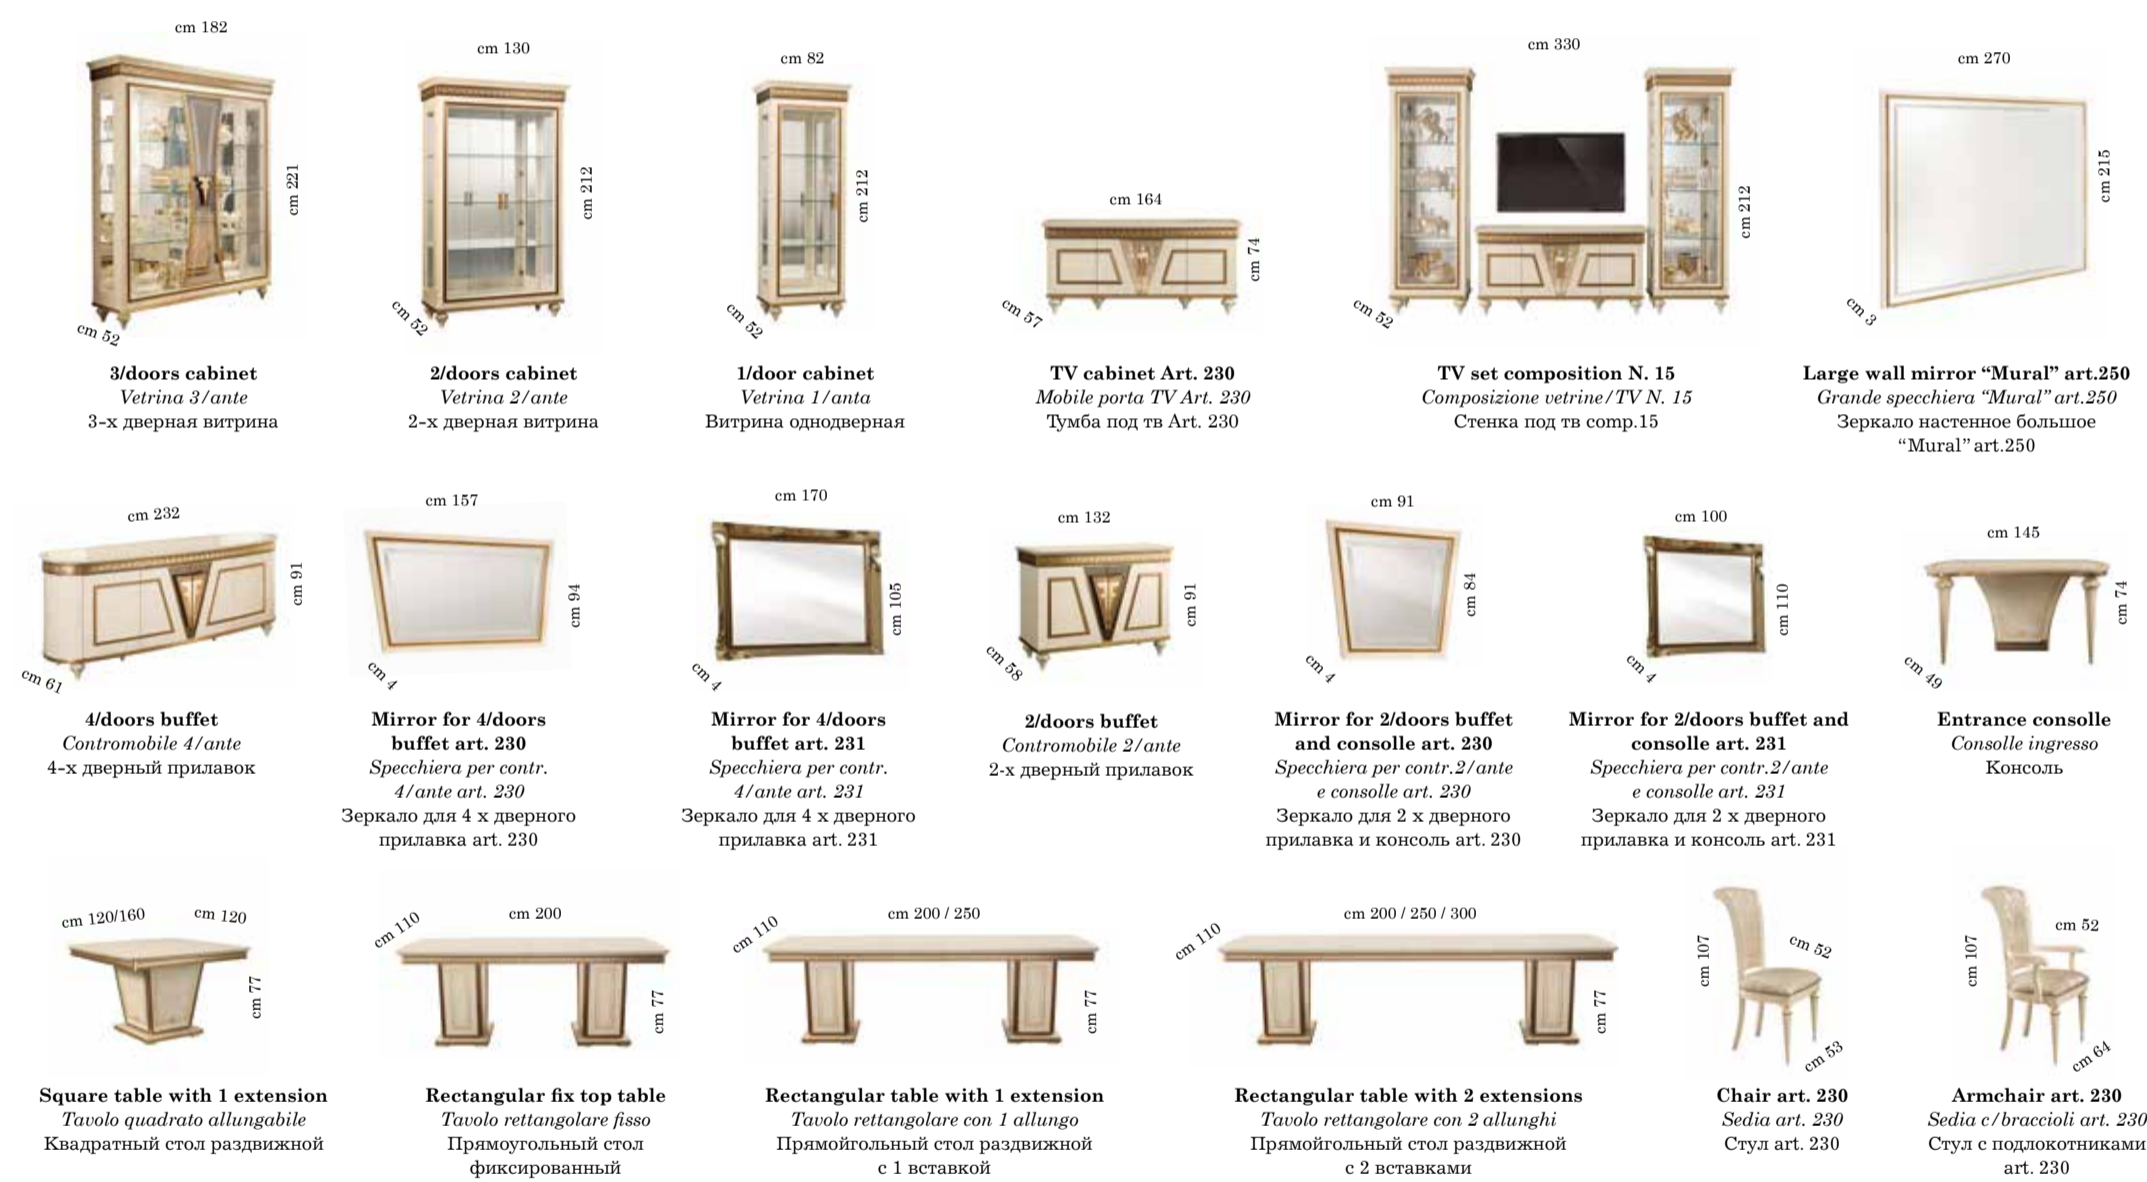 cm 182
cm 221
cm 52
3/doors cabinet
Vetrina 3/ante
3-х дверная витрина
cm 130
cm 212
cm 52
2/doors cabinet
Vetrina 2/ante
2-х дверная витрина
cm 82
cm 212
cm 52
1/door cabinet
Vetrina 1/anta
Витрина однодверная
cm 164
cm 74
cm 57
TV cabinet Art. 230
Mobile porta TV Art. 230
Тумба под тв Art. 230
cm 330
cm 212
cm 52
TV set composition N. 15
Composizione vetrine/TV N. 15
Стенка под тв comp.15
cm 270
cm 215
cm 3
Large wall mirror “Mural” art.250
Grande specchiera “Mural” art.250
Зеркало настенное большое
“Mural” art.250
cm 232
cm 91
cm 61
4/doors buffet
Contromobile 4/ante
4-х дверный прилавок
cm 157
cm 94
cm 4
Mirror for 4/doors
buffet art. 230
Specchiera per contr.
4/ante art. 230
Зеркало для 4 х дверного
прилавка art. 230
cm 170
cm 105
cm 4
Mirror for 4/doors
buffet art. 231
Specchiera per contr.
4/ante art. 231
Зеркало для 4 х дверного
прилавка art. 231
cm 132
cm 91
cm 58
2/doors buffet
Contromobile 2/ante
2-х дверный прилавок
cm 91
cm 84
cm 4
Mirror for 2/doors buffet
and consolle art. 230
Specchiera per contr.2/ante
e consolle art. 230
Зеркало для 2 х дверного
прилавка и консоль art. 230
cm 100
cm 110
cm 4
Mirror for 2/doors buffet and
consolle art. 231
Specchiera per contr.2/ante
e consolle art. 231
Зеркало для 2 х дверного
прилавка и консоль art. 231
cm 145
cm 74
cm 49
Entrance consolle
Consolle ingresso
Консоль
cm 120/160
cm 120
cm 77
Square table with 1 extension
Tavolo quadrato allungabile
Квадратный стол раздвижной
cm 110
cm 200
cm 77
Rectangular fix top table
Tavolo rettangolare fisso
Прямоугольный стол
фиксированный
cm 110
cm 200 / 250
cm 77
Rectangular table with 1 extension
Tavolo rettangolare con 1 allungo
Прямойгольный стол раздвижной
с 1 вставкой
cm 110
cm 200 / 250 / 300
cm 77
Rectangular table with 2 extensions
Tavolo rettangolare con 2 allunghi
Прямойгольный стол раздвижной
с 2 вставками
cm 107
cm 52
cm 53
Chair art. 230
Sedia art. 230
Стул art. 230
cm 107
cm 52
cm 64
Armchair art. 230
Sedia c/braccioli art. 230
Стул с подлокотниками
art. 230